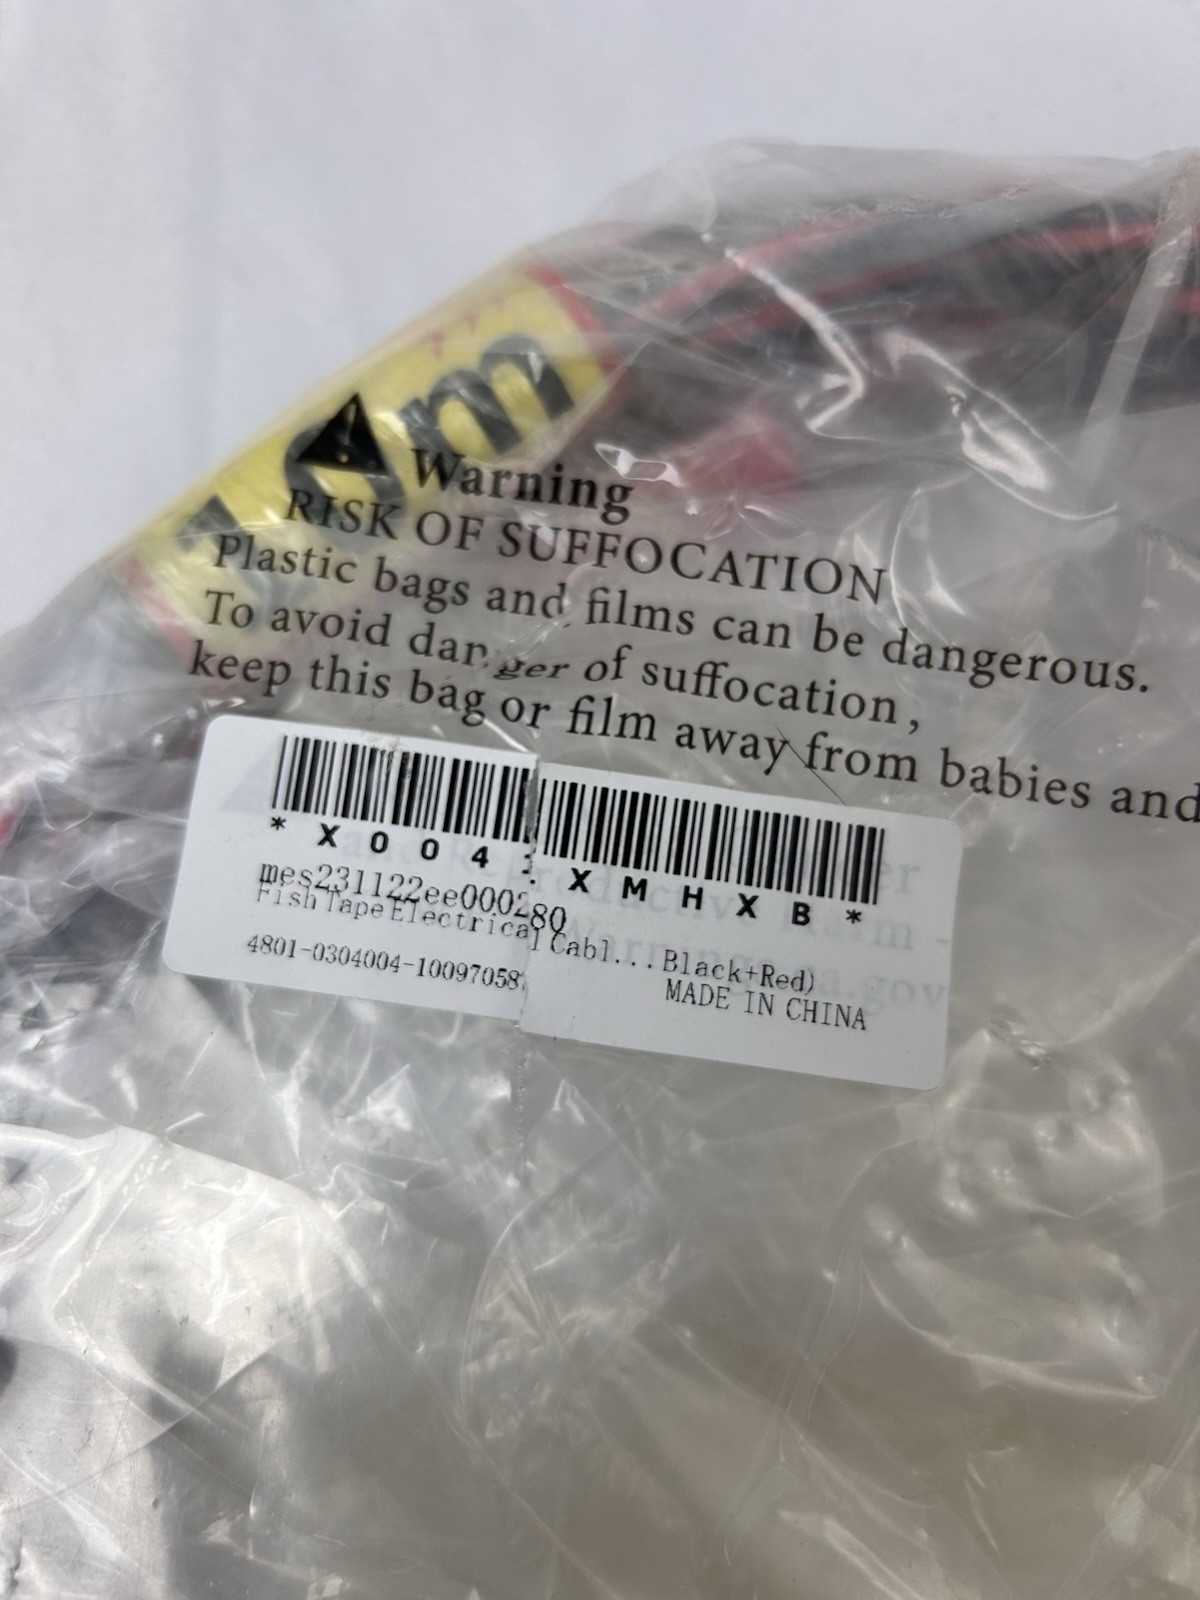 Warning
RISK OF SUFFOCATION
Plastic bags and films can be dangerous.
To avoid danger of suffocation,
keep this bag or film away from babies and
* X 0 0 4 X M H X B *
mes231122ee000280
Fish Tape Electrical Cabl...Black+Red)
4801-0304004-10097058
MADE IN CHINA